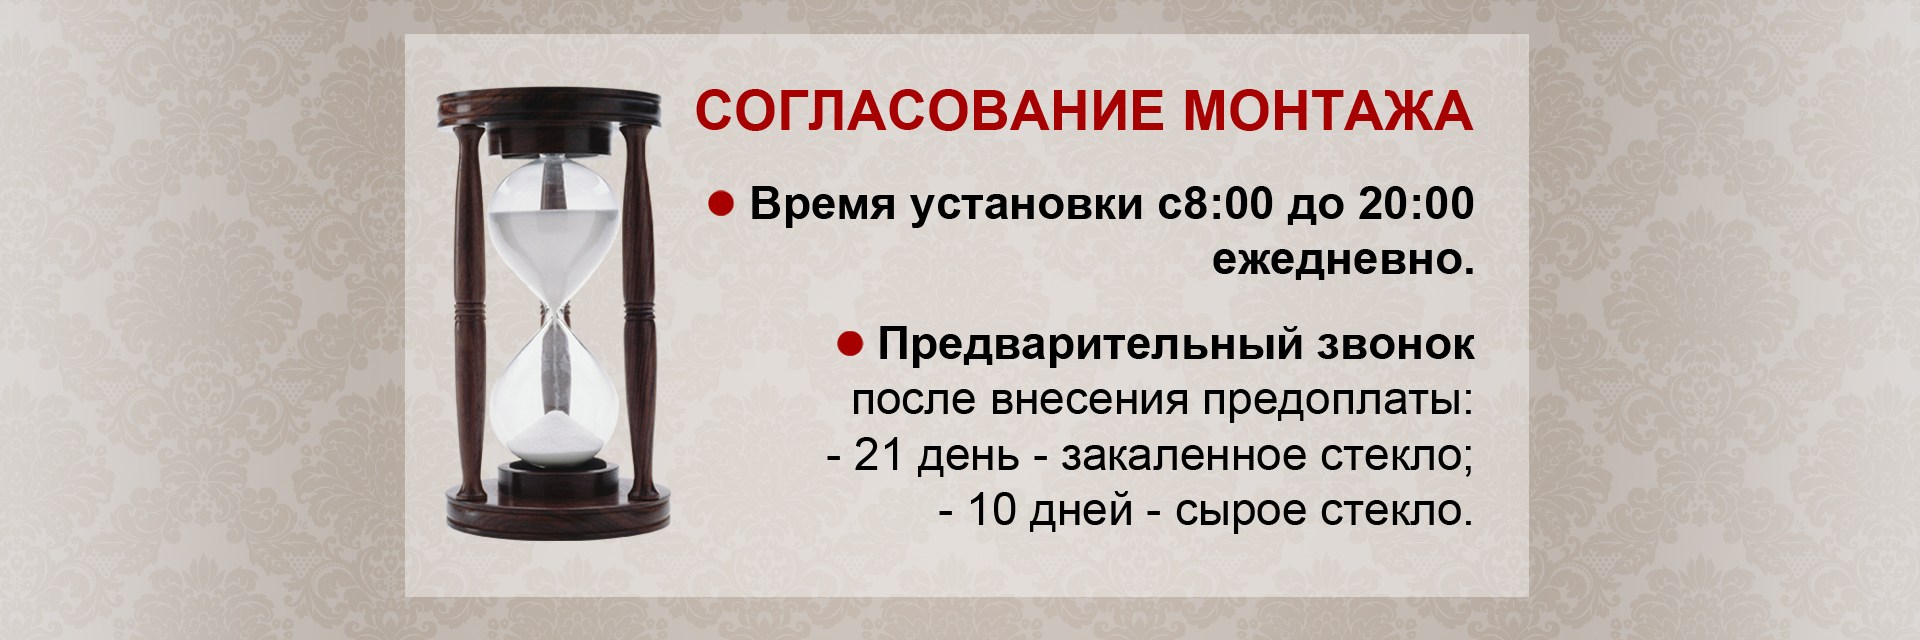 СОГЛАСОВАНИЕ МОНТАЖА
Время установки с8:00 до 20:00
ежедневно.
Предварительный звонок
после внесения предоплаты:
- 21 день - закаленное стекло;
- 10 дней - сырое стекло.